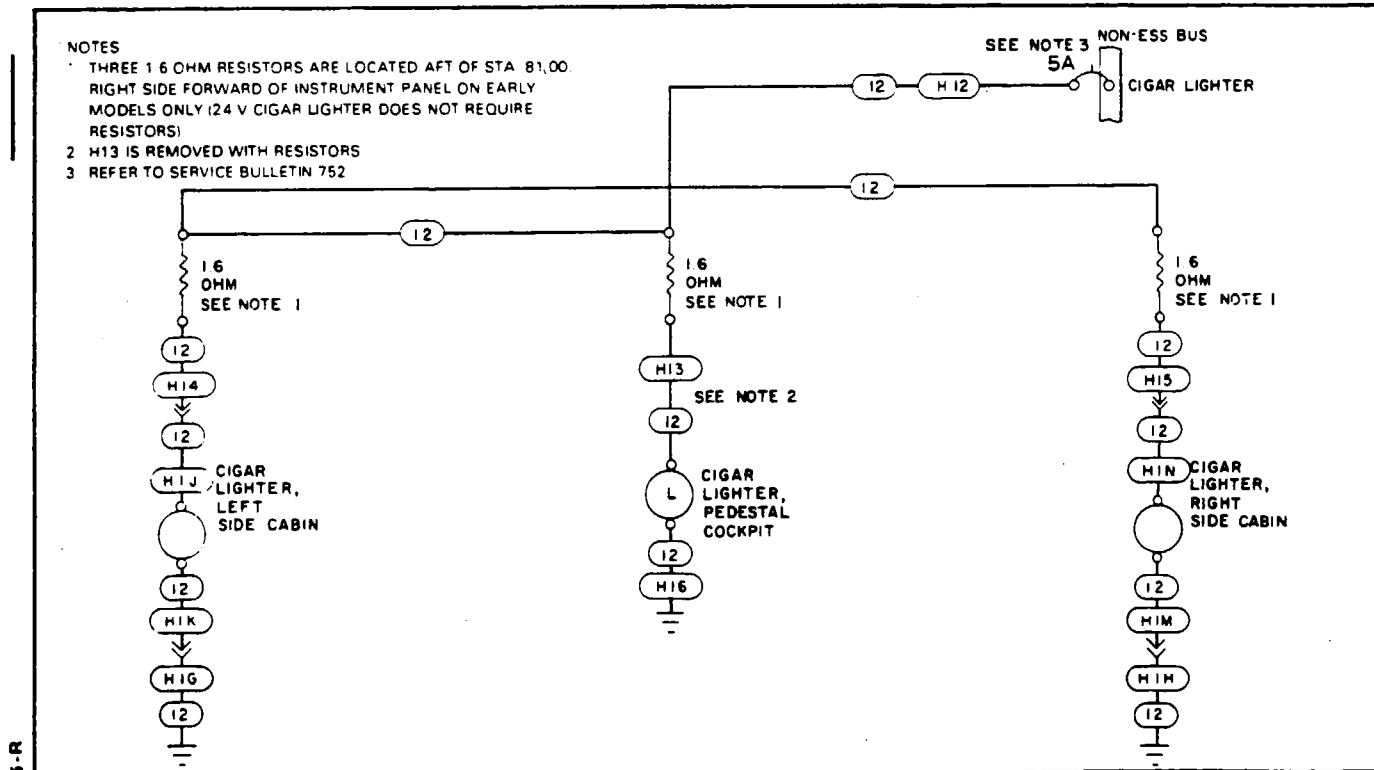 NOTES
THREE 1.6 OHM RESISTORS ARE LOCATED AFT OF STA 81,00.
RIGHT SIDE FORWARD OF INSTRUMENT PANEL ON EARLY
MODELS ONLY (24 V CIGAR LIGHTER DOES NOT REQUIRE
RESISTORS)
2 H13 IS REMOVED WITH RESISTORS
3 REFER TO SERVICE BULLETIN 752
SEE NOTE 3
NON-ESS BUS
5A
12
H12
CIGAR LIGHTER
12
12
1.6
OHM
SEE NOTE 1
12
H14
12
H1J
CIGAR
LIGHTER,
LEFT
SIDE CABIN
12
H1K
H1G
12
1.6
OHM
SEE NOTE 1
H13
SEE NOTE 2
12
L
CIGAR
LIGHTER,
PEDESTAL
COCKPIT
12
H16
1.6
OHM
SEE NOTE 1
12
H15
12
H1N
CIGAR
LIGHTER,
RIGHT
SIDE CABIN
12
H1M
H1H
12